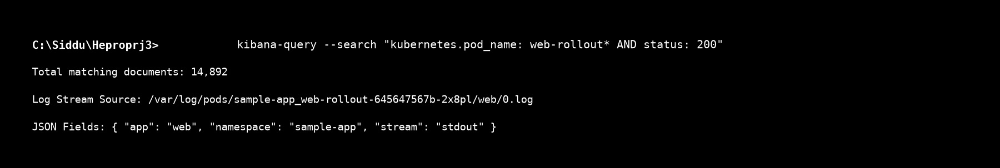 C:\Siddu\Heproprj3> kibana-query --search "kubernetes.pod_name: web-rollout* AND status: 200"
Total matching documents: 14,892
Log Stream Source: /var/log/pods/sample-app_web-rollout-645647567b-2x8pl/web/0.log
JSON Fields: { "app": "web", "namespace": "sample-app", "stream": "stdout" }